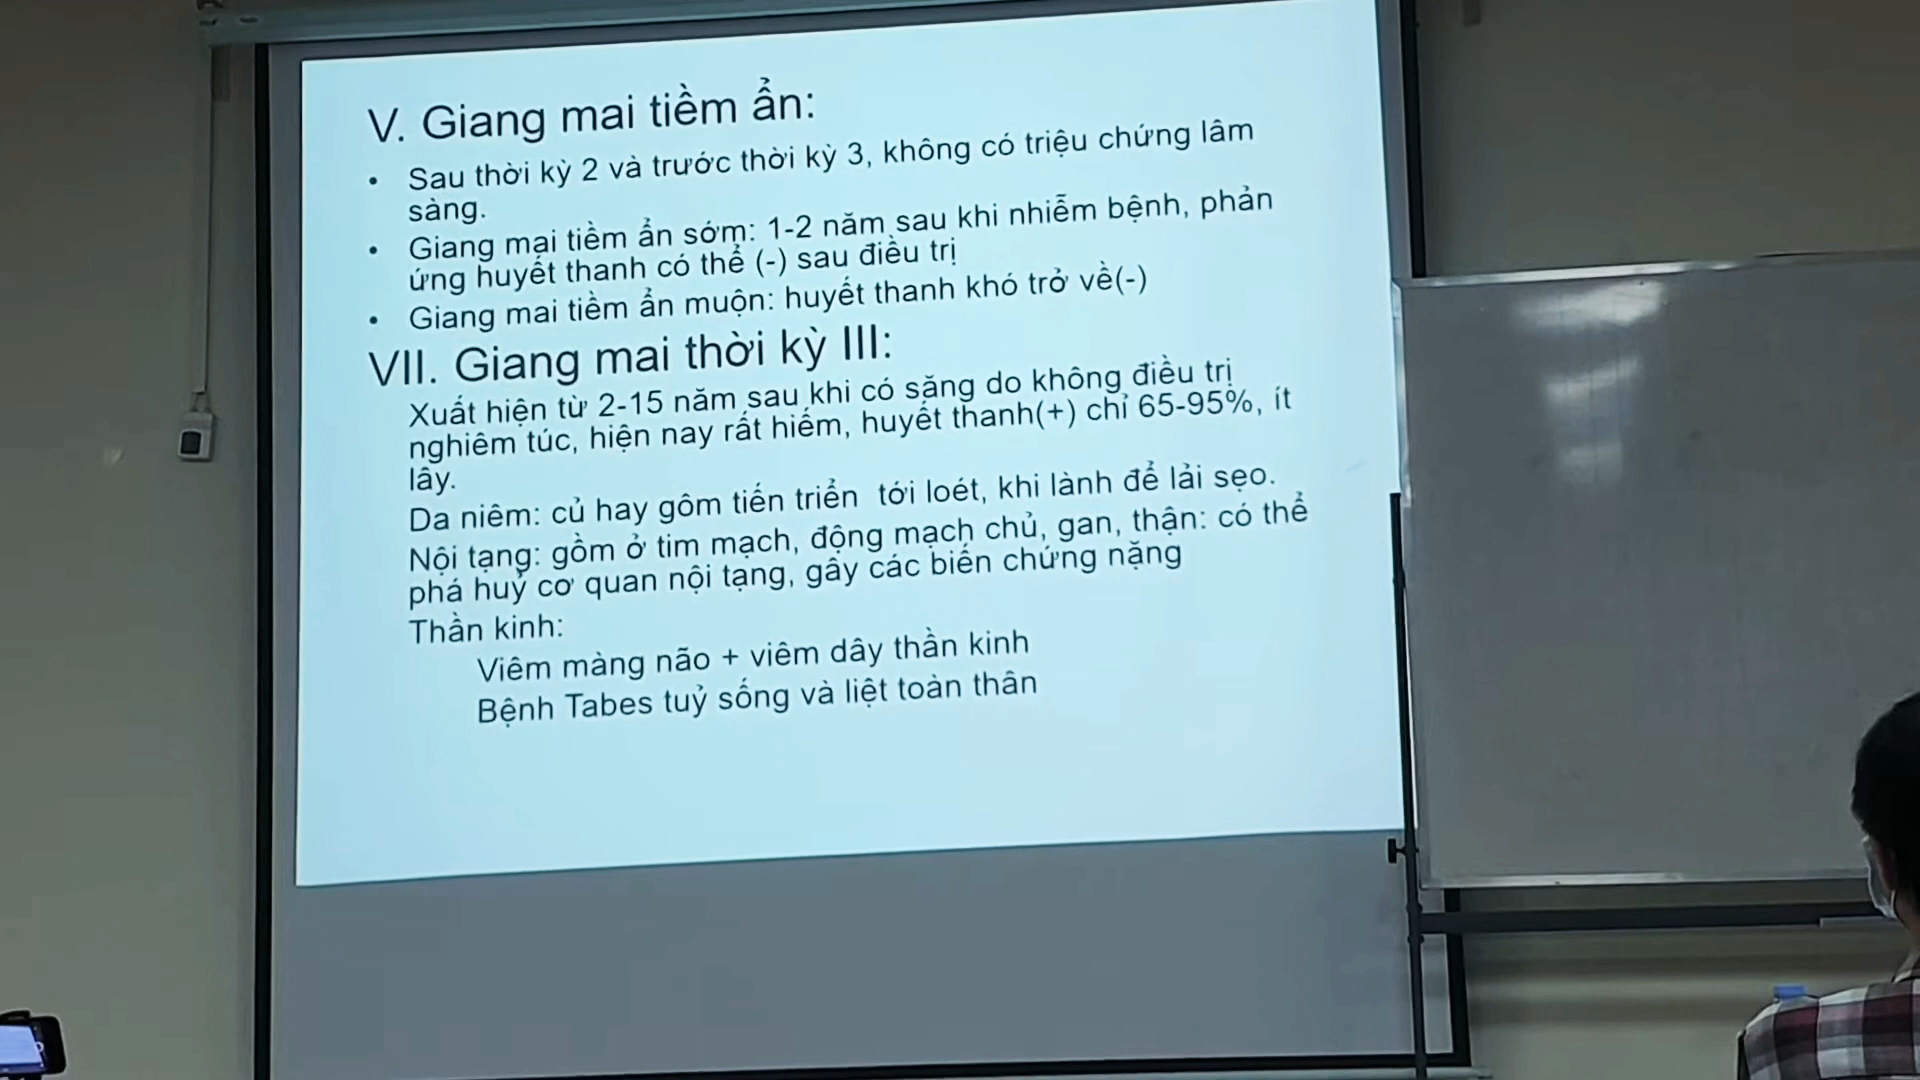 V. Giang mai tiềm ẩn:
• Sau thời kỳ 2 và trước thời kỳ 3, không có triệu chứng lâm
sàng.
• Giang mai tiềm ẩn sớm: 1-2 năm sau khi nhiễm bệnh, phản
ứng huyết thanh có thể (-) sau điều trị
• Giang mai tiềm ẩn muộn: huyết thanh khó trở về(-)
VII. Giang mai thời kỳ III:
Xuất hiện từ 2-15 năm sau khi có săng do không điều trị
nghiêm túc, hiện nay rất hiếm, huyết thanh(+) chỉ 65-95%, ít
lây.
Da niêm: củ hay gôm tiến triển tới loét, khi lành để lải sẹo.
Nội tạng: gồm ở tim mạch, động mạch chủ, gan, thận: có thể
phá huỷ cơ quan nội tạng, gây các biến chứng nặng
Thần kinh:
Viêm màng não + viêm dây thần kinh
Bệnh Tabes tuỷ sống và liệt toàn thân